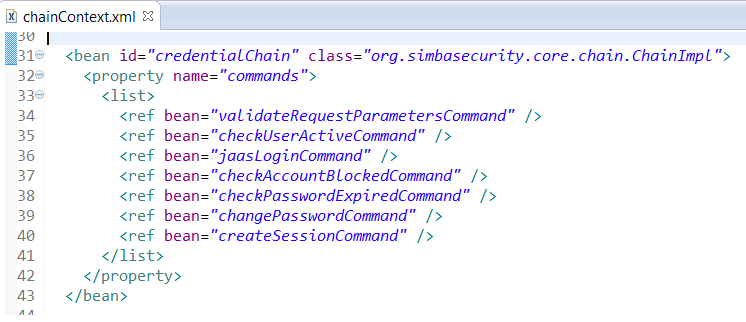 chainContext.xml
30
31 <bean id="credentialChain" class="org.simbasecurity.core.chain.ChainImpl">
32 <property name="commands">
33 <list>
34 <ref bean="validateRequestParametersCommand" />
35 <ref bean="checkUserActiveCommand" />
36 <ref bean="jaasLoginCommand" />
37 <ref bean="checkAccountBlockedCommand" />
38 <ref bean="checkPasswordExpiredCommand" />
39 <ref bean="changePasswordCommand" />
40 <ref bean="createSessionCommand" />
41 </list>
42 </property>
43 </bean>
44